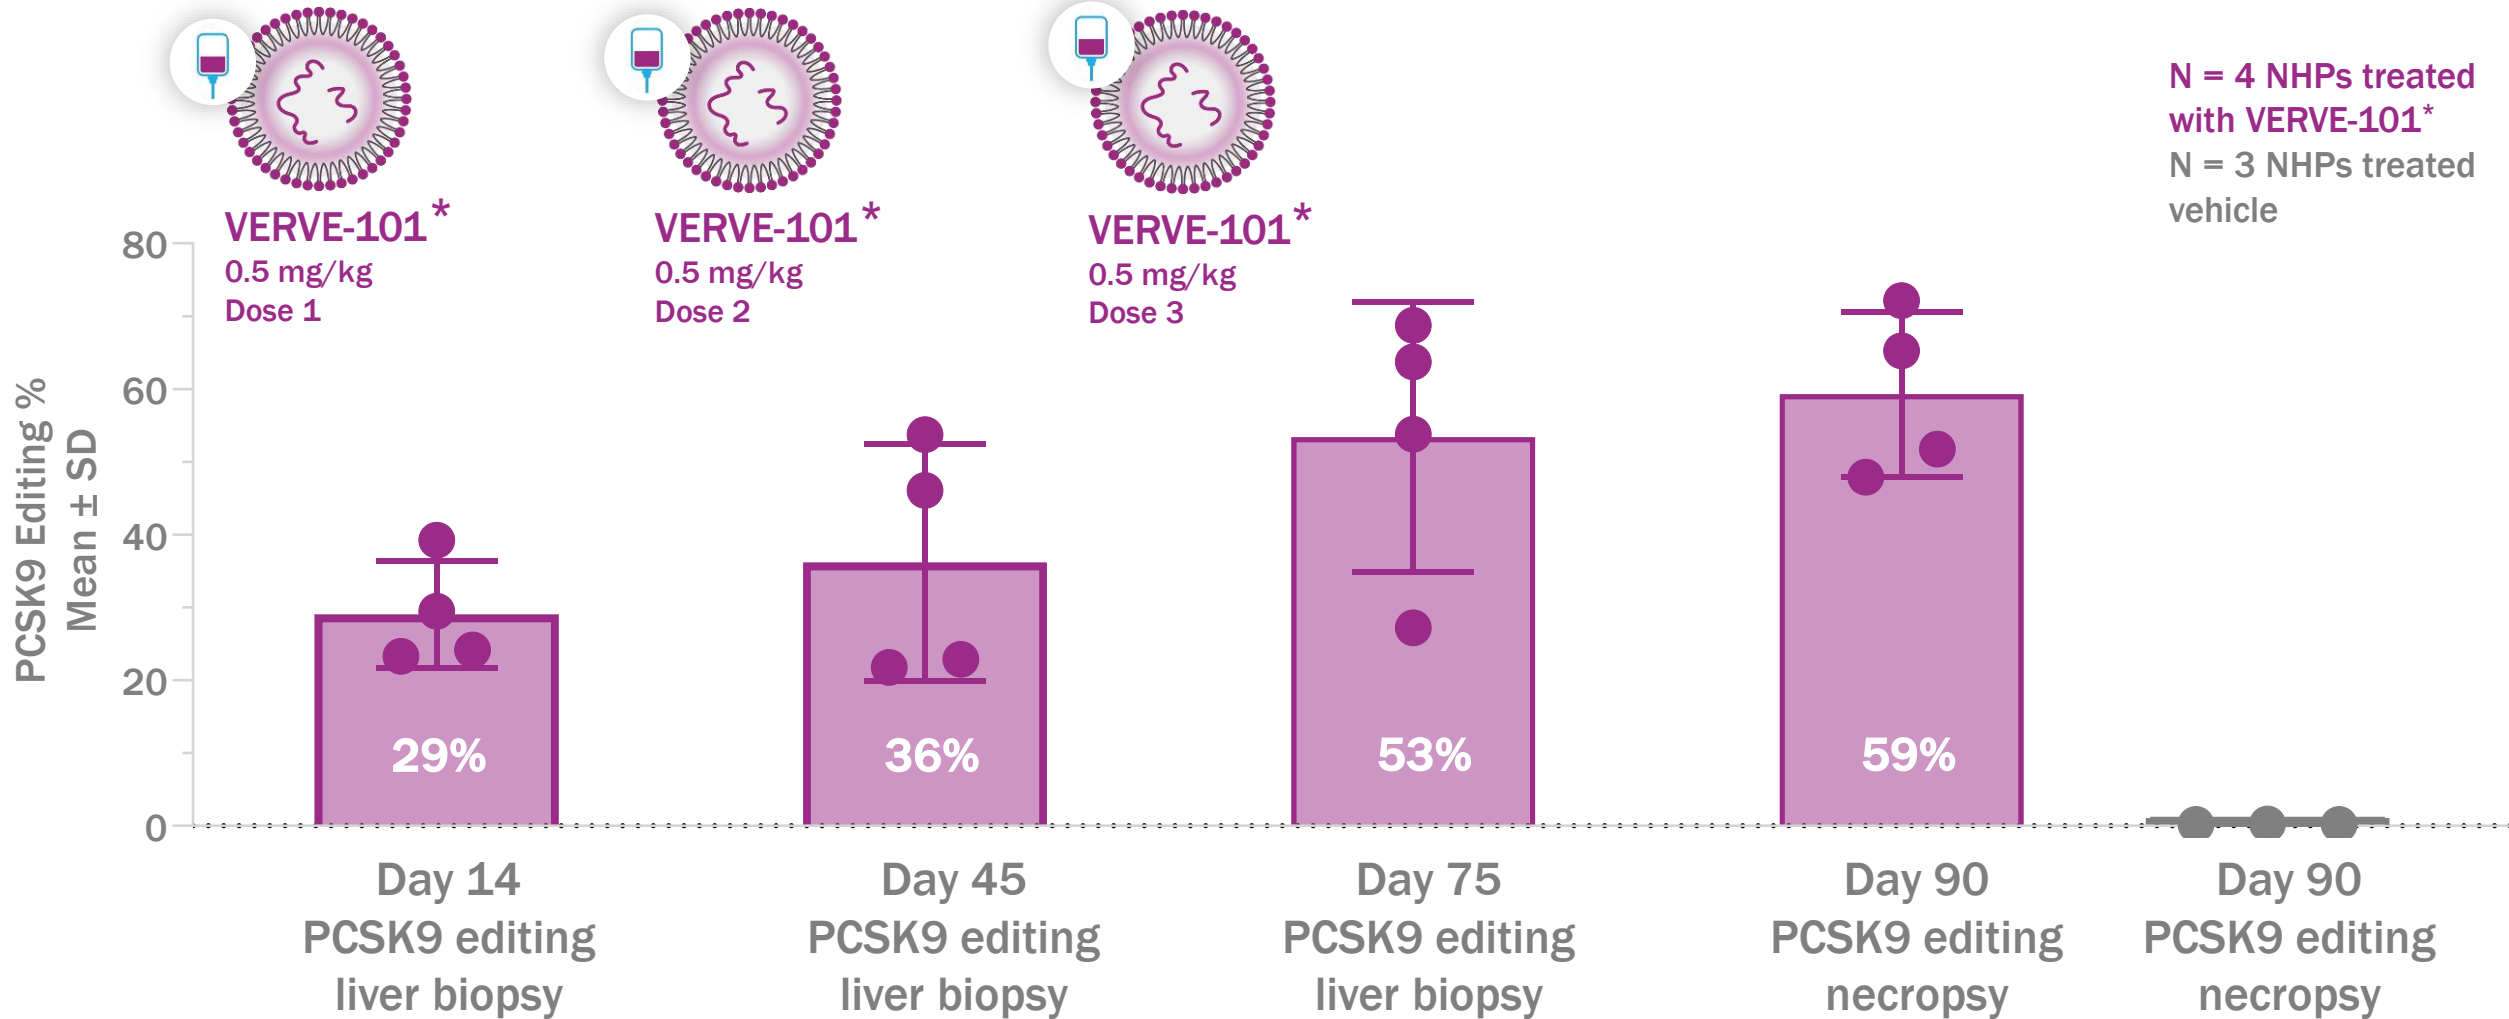 VERVE-101*
0.5 mg/kg
Dose 1
VERVE-101*
0.5 mg/kg
Dose 2
VERVE-101*
0.5 mg/kg
Dose 3
N = 4 NHPs treated
with VERVE-101*
N = 3 NHPs treated
vehicle
PCSK9 Editing %
Mean ± SD
80
60
40
20
0
29%
36%
53%
59%
Day 14
PCSK9 editing
liver biopsy
Day 45
PCSK9 editing
liver biopsy
Day 75
PCSK9 editing
liver biopsy
Day 90
PCSK9 editing
necropsy
Day 90
PCSK9 editing
necropsy